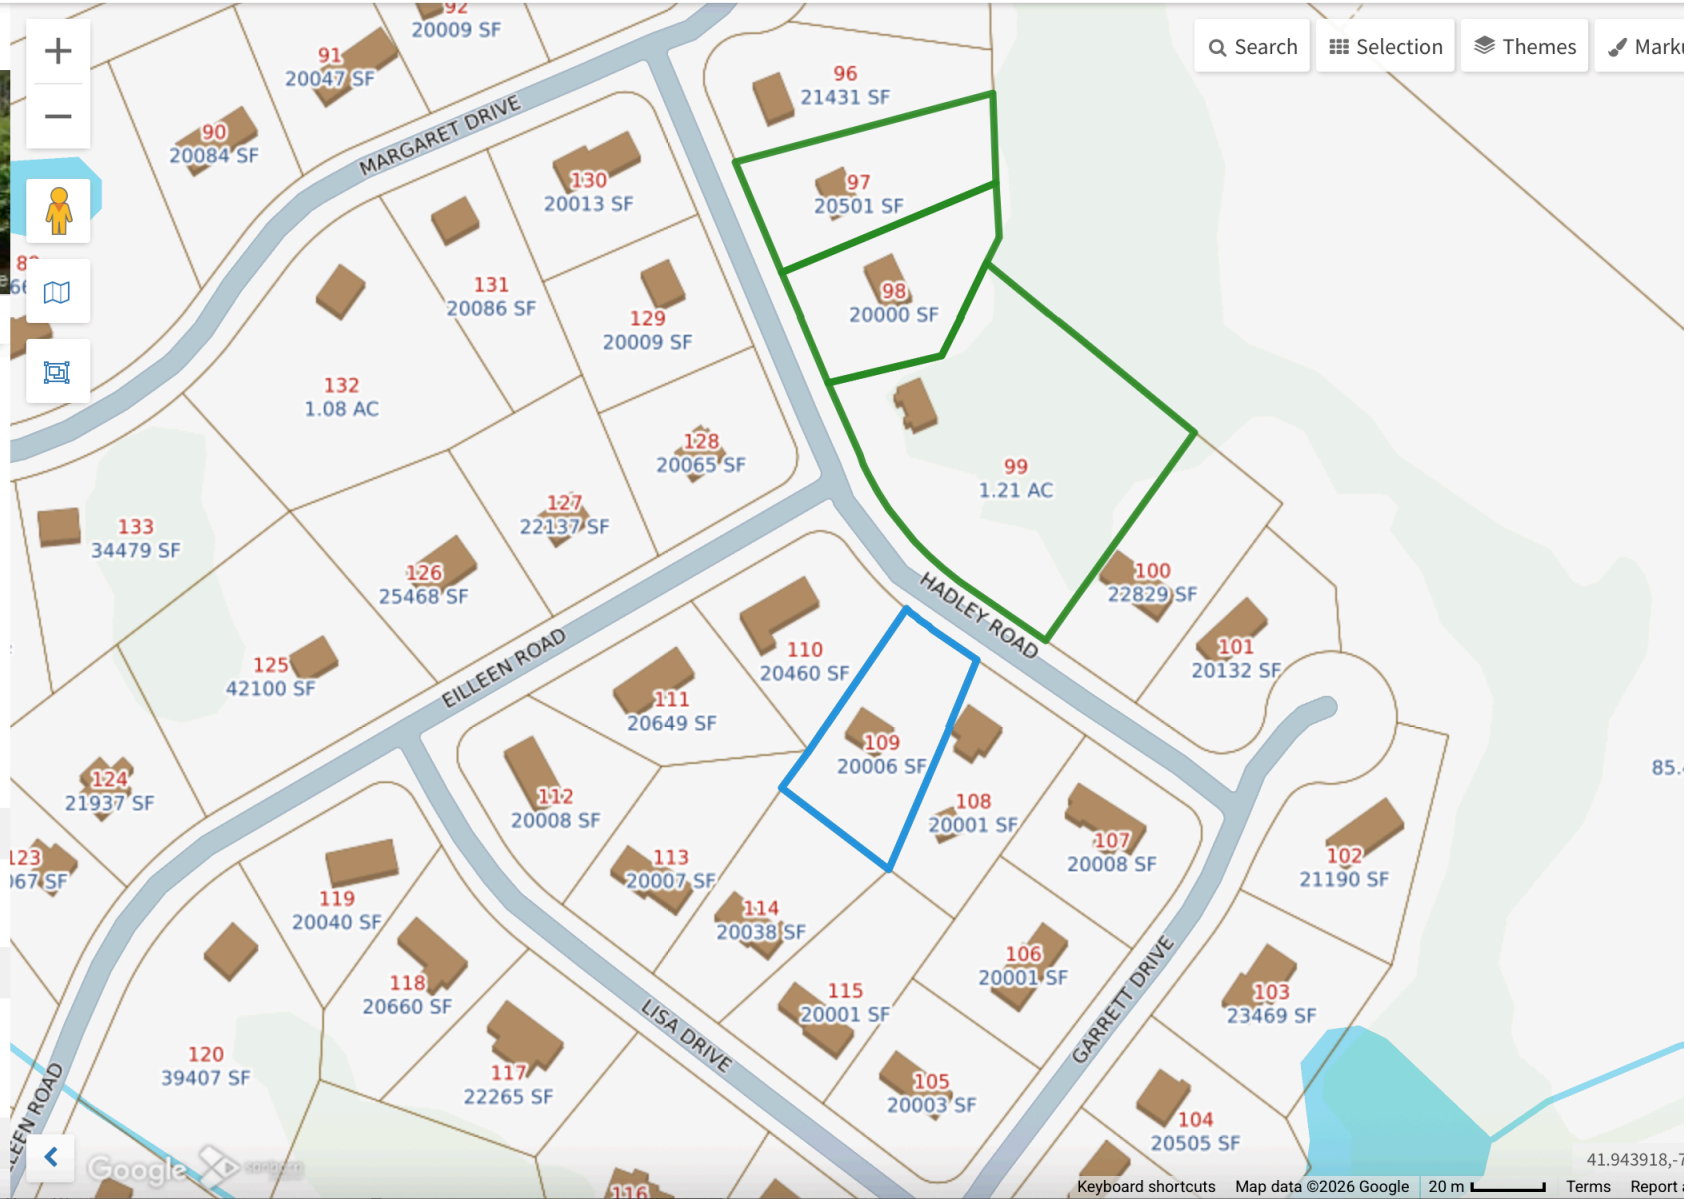 Search
Selection
Themes
92
20009 SF
91
20047 SF
90
20084 SF
MARGARET DRIVE
96
21431 SF
130
20013 SF
97
20501 SF
131
20086 SF
129
20009 SF
98
20000 SF
132
1.08 AC
128
20065 SF
99
1.21 AC
127
22137 SF
133
34479 SF
126
25468 SF
100
22829 SF
HADLEY ROAD
101
20132 SF
125
42100 SF
EILLEEN ROAD
110
20460 SF
111
20649 SF
109
20006 SF
124
21937 SF
112
20008 SF
108
20001 SF
107
20008 SF
123
067 SF
113
20007 SF
102
21190 SF
119
20040 SF
114
20038 SF
106
20001 SF
118
20660 SF
115
20001 SF
103
23469 SF
LISA DRIVE
GARRETT DRIVE
120
39407 SF
117
22265 SF
105
20003 SF
104
20505 SF
EEN ROAD
116
Google
sanborn
41.943918,-7
Keyboard shortcuts
Map data ©2026 Google
20 m
Terms
Report a